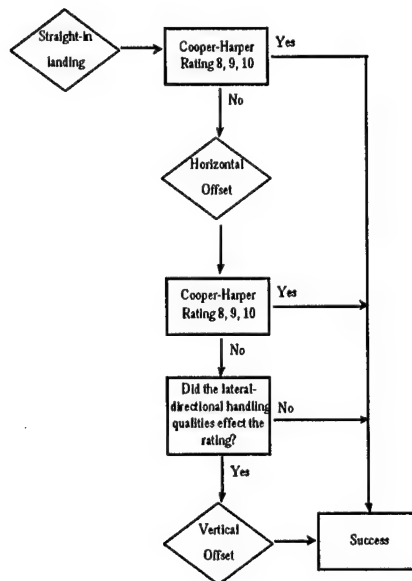 Straight-in
landing
Cooper-Harper
Rating 8, 9, 10
Yes
No
Horizontal
Offset
Cooper-Harper
Rating 8, 9, 10
Yes
No
Did the lateral-
directional handling
qualities effect the
rating?
No
Yes
Vertical
Offset
Success